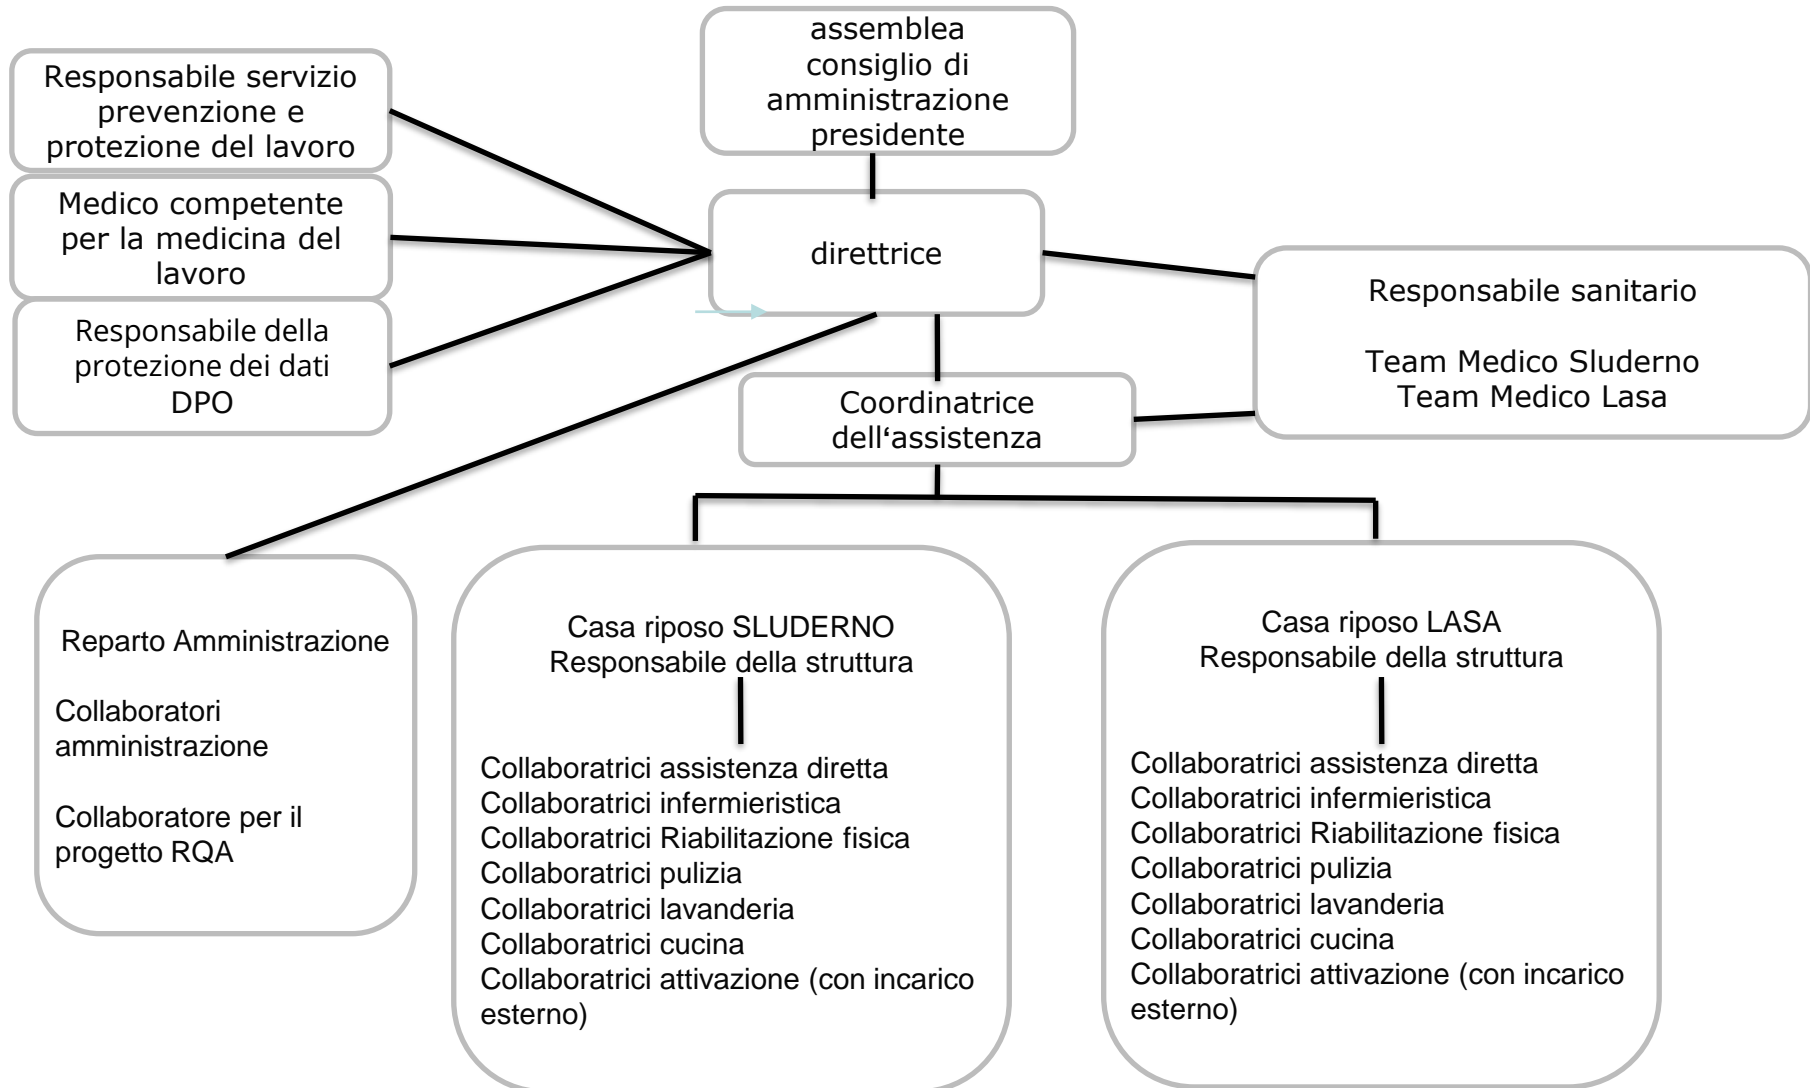 assemblea
consiglio di
amministrazione
presidente
Responsabile servizio
prevenzione e
protezione del lavoro
Medico competente
per la medicina del
lavoro
Responsabile della
protezione dei dati
DPO
direttrice
Responsabile sanitario
Team Medico Sluderno
Team Medico Lasa
Coordinatrice
dell‘assistenza
Reparto Amministrazione
Collaboratori
amministrazione
Collaboratore per il
progetto RQA
Casa riposo SLUDERNO
Responsabile della struttura
Collaboratrici assistenza diretta
Collaboratrici infermieristica
Collaboratrici Riabilitazione fisica
Collaboratrici pulizia
Collaboratrici lavanderia
Collaboratrici cucina
Collaboratrici attivazione (con incarico
esterno)
Casa riposo LASA
Responsabile della struttura
Collaboratrici assistenza diretta
Collaboratrici infermieristica
Collaboratrici Riabilitazione fisica
Collaboratrici pulizia
Collaboratrici lavanderia
Collaboratrici cucina
Collaboratrici attivazione (con incarico
esterno)